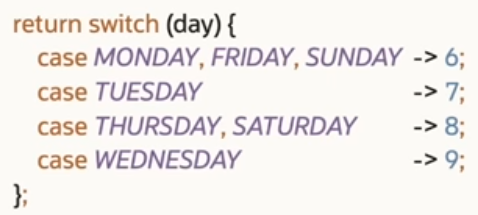 return switch (day) {
case MONDAY, FRIDAY, SUNDAY -> 6;
case TUESDAY -> 7;
case THURSDAY, SATURDAY -> 8;
case WEDNESDAY -> 9;
};